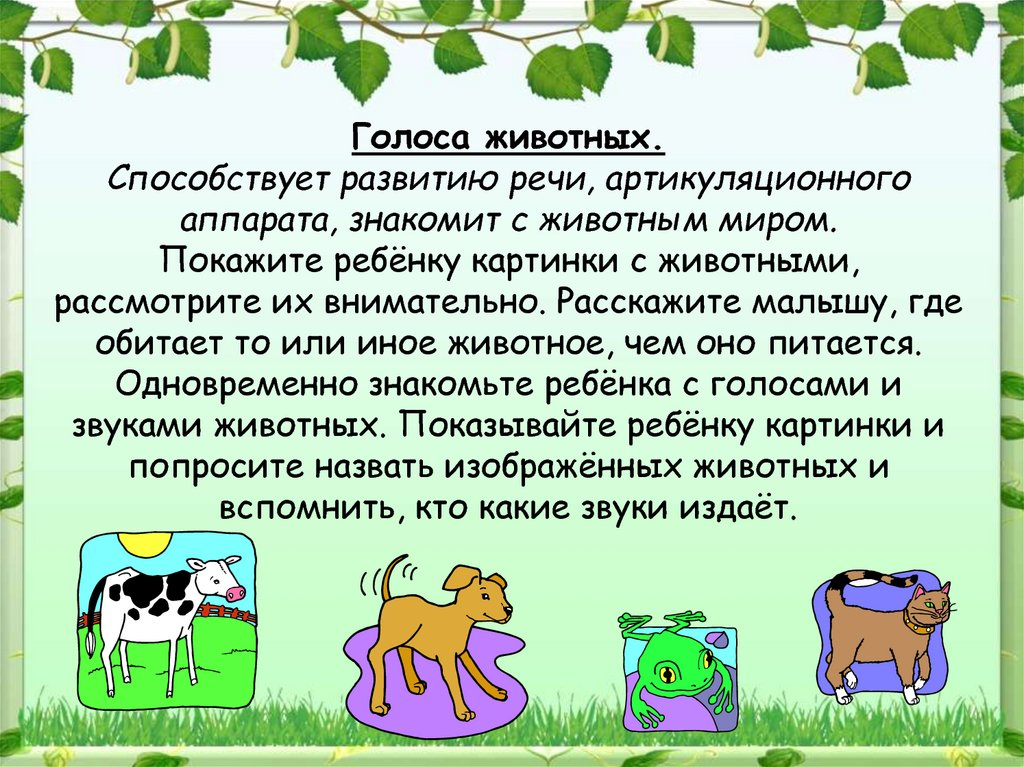 Голоса животных.
Способствует развитию речи, артикуляционного
аппарата, знакомит с животным миром.
Покажите ребёнку картинки с животными,
рассмотрите их внимательно. Расскажите малышу, где
обитает то или иное животное, чем оно питается.
Одновременно знакомьте ребёнка с голосами и
звуками животных. Показывайте ребёнку картинки и
попросите назвать изображённых животных и
вспомнить, кто какие звуки издаёт.